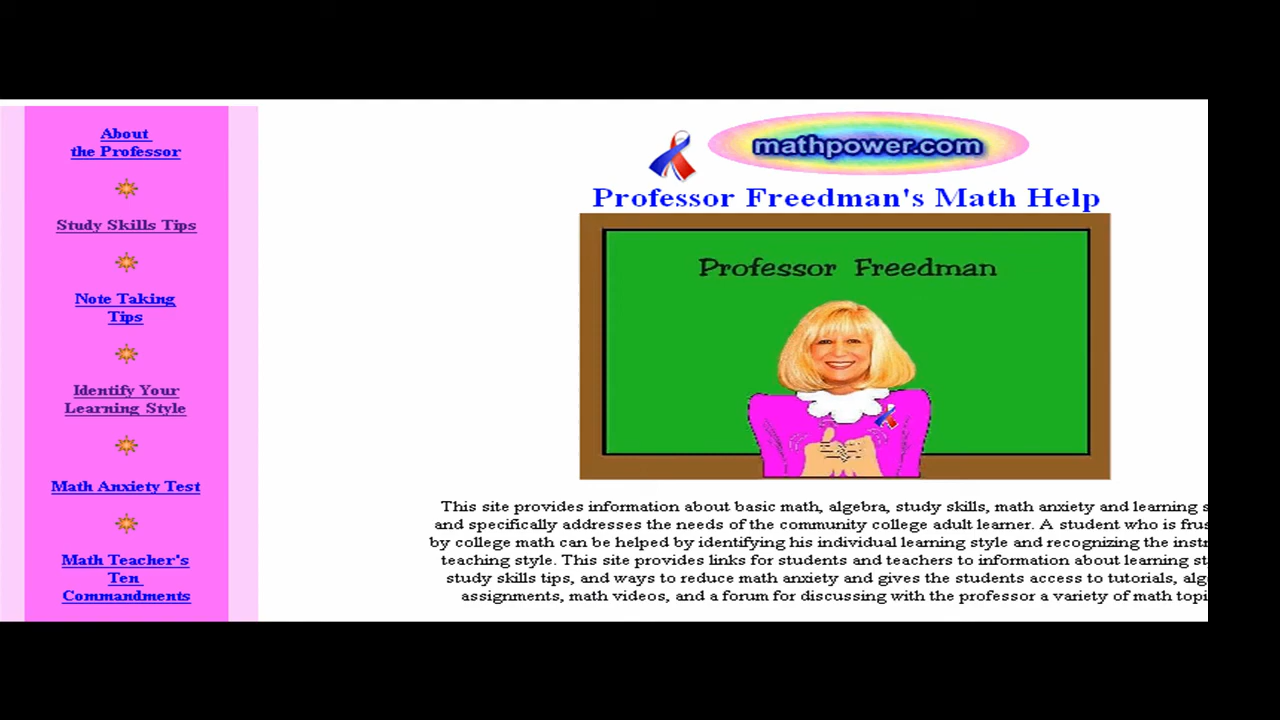 About
the Professor
Study Skills Tips
Note Taking
Tips
Identify Your
Learning Style
Math Anxiety Test
Math Teacher's
Ten
Commandments
mathpower.com
Professor Freedman's Math Help
Professor Freedman
This site provides information about basic math, algebra, study skills, math anxiety and learning s
and specifically addresses the needs of the community college adult learner. A student who is frus
by college math can be helped by identifying his individual learning style and recognizing the instr
teaching style. This site provides links for students and teachers to information about learning st
study skills tips, and ways to reduce math anxiety and gives the students access to tutorials, alg
assignments, math videos, and a forum for discussing with the professor a variety of math topi